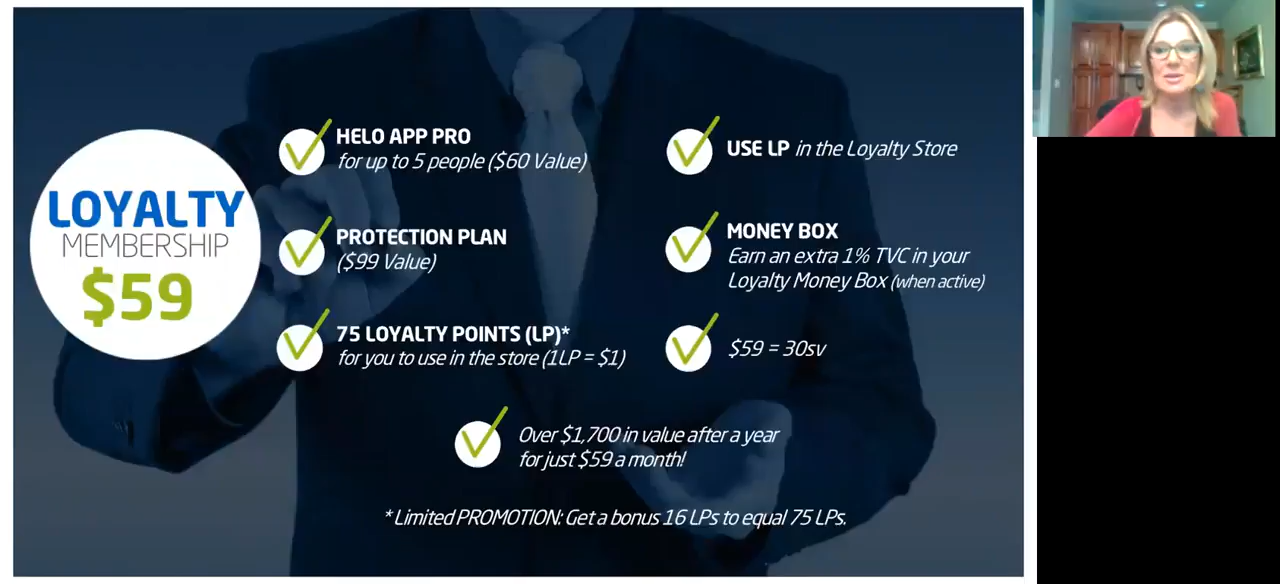 LOYALTY
MEMBERSHIP
$59
HELO APP PRO
for up to 5 people ($60 Value)
PROTECTION PLAN
($99 Value)
75 LOYALTY POINTS (LP)*
for you to use in the store (1LP = $1)
USE LP in the Loyalty Store
MONEY BOX
Earn an extra 1% TVC in your
Loyalty Money Box (when active)
$59 = 30sv
Over $1,700 in value after a year
for just $59 a month!
* Limited PROMOTION: Get a bonus 16 LPs to equal 75 LPs.